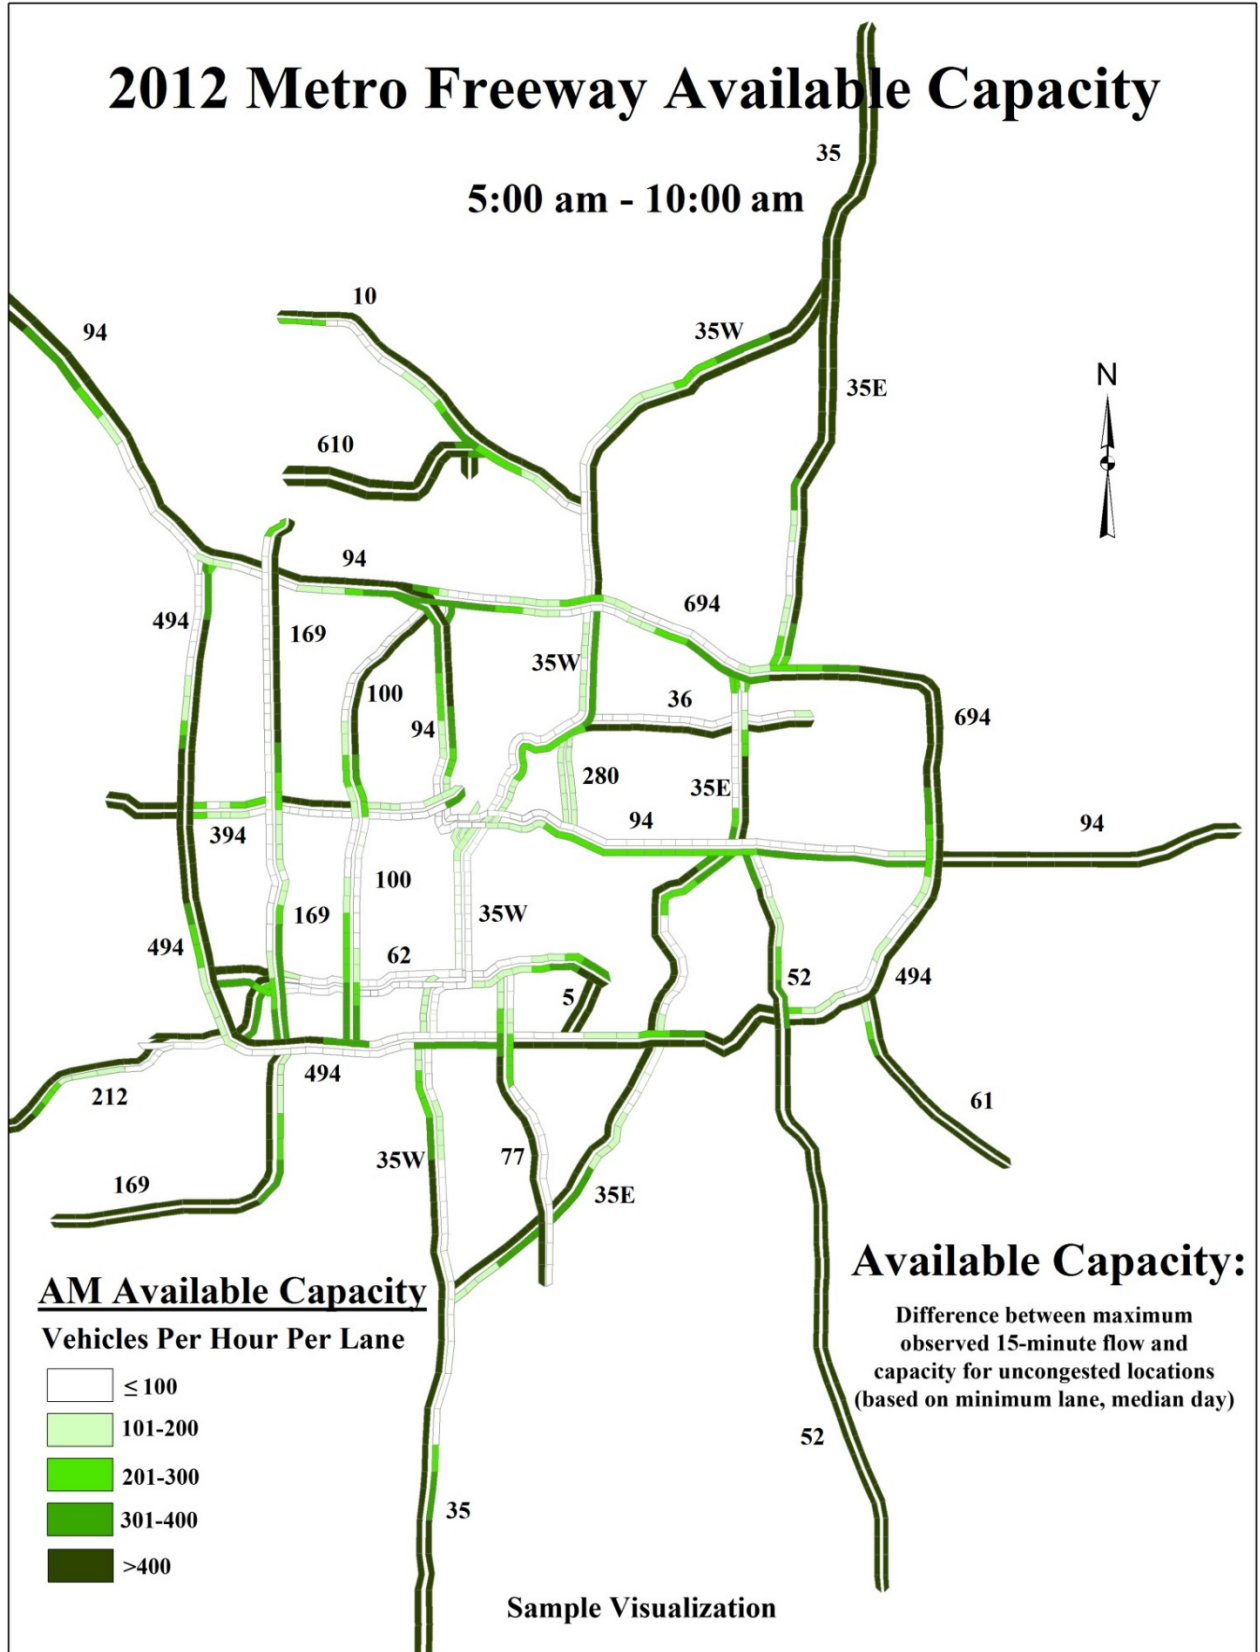 2012 Metro Freeway Available Capacity
35
5:00 am - 10:00 am
10
94
35W
N
35E
610
94
694
494
169
35W
100
36
94
694
280
35E
394
94
94
100
169
35W
62
494
52
494
5
494
61
212
35W
77
169
35E
Available Capacity:
Difference between maximum
observed 15-minute flow and
capacity for uncongested locations
(based on minimum lane, median day)
AM Available Capacity
Vehicles Per Hour Per Lane
≤ 100
101-200
201-300
301-400
>400
52
35
Sample Visualization